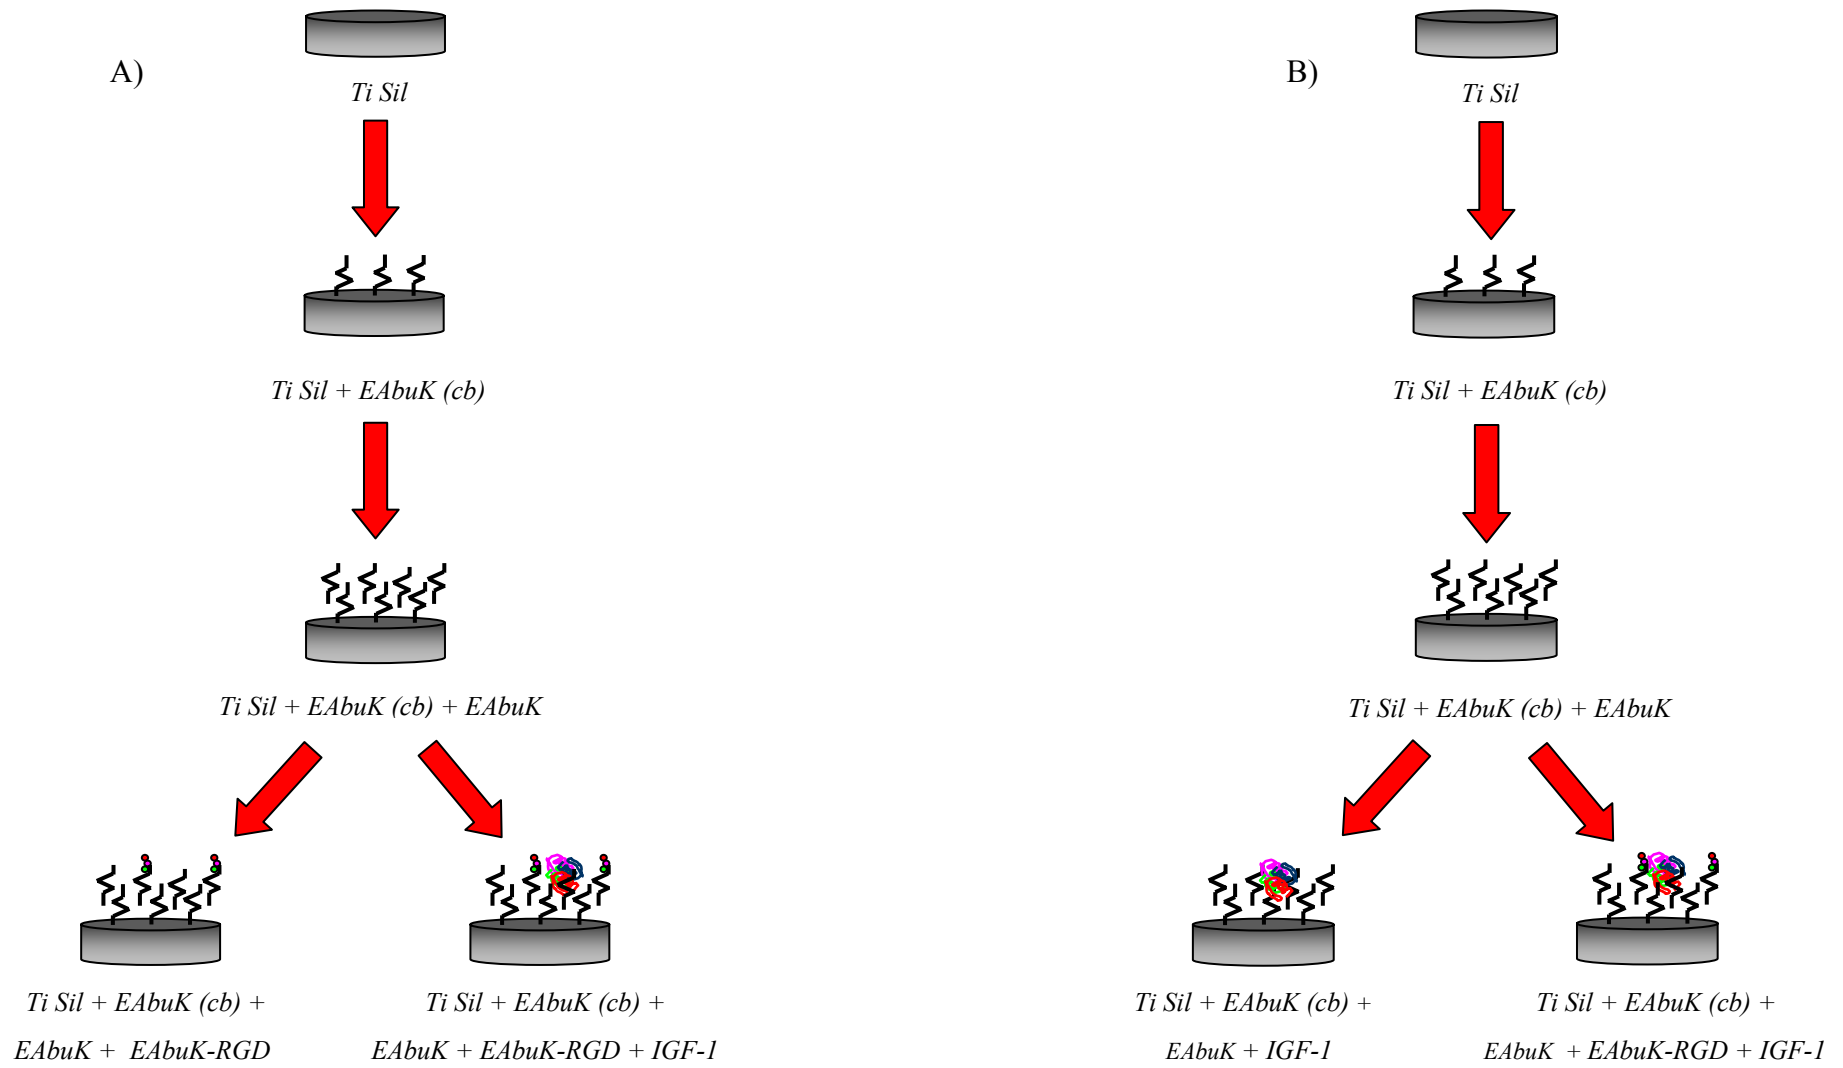 A)
Ti Sil
Ti Sil + EAbuK (cb)
Ti Sil + EAbuK (cb) + EAbuK
Ti Sil + EAbuK (cb) +
EAbuK + EAbuK-RGD
Ti Sil + EAbuK (cb) +
EAbuK + EAbuK-RGD + IGF-1
B)
Ti Sil
Ti Sil + EAbuK (cb)
Ti Sil + EAbuK (cb) + EAbuK
Ti Sil + EAbuK (cb) +
EAbuK + IGF-1
Ti Sil + EAbuK (cb) +
EAbuK + EAbuK-RGD + IGF-1